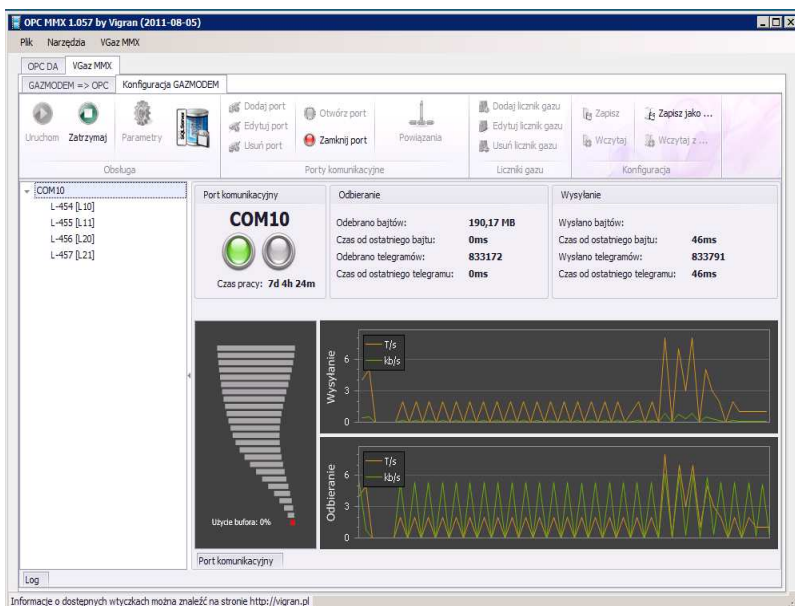 OPC MMX 1.057 by Vigran (2011-08-05)
Plik Narzędzia VGaz MMX
OPC DA VGaz MMX
GAZMODEM => OPC Konfiguracja GAZMODEM
Uruchom Zatrzymaj Parametry
SQL Server
Obsługa
Dodaj port
Edytuj port
Usuń port
Otwórz port
Zamknij port
Powiązania
Porty komunikacyjne
Dodaj licznik gazu
Edytuj licznik gazu
Usuń licznik gazu
Liczniki gazu
Zapisz Zapisz jako ...
Wczytaj Wczytaj z ...
Konfiguracja
COM10
L-454 [L10]
L-455 [L11]
L-456 [L20]
L-457 [L21]
Port komunikacyjny
COM10
Czas pracy: 7d 4h 24m
Odbieranie
Odebrano bajtów: 190,17 MB
Czas od ostatniego bajtu: 0ms
Odebrano telegramów: 833172
Czas od ostatniego telegramu: 0ms
Wysyłanie
Wysłano bajtów:
Czas od ostatniego bajtu: 46ms
Wysłano telegramów: 833791
Czas od ostatniego telegramu: 46ms
Użycie bufora: 0%
Wysyłanie
6
3
0
T/s
kb/s
Odbieranie
6
3
0
T/s
kb/s
Port komunikacyjny
Log
Informacje o dostępnych wtyczkach można znaleźć na stronie http://vigran.pl